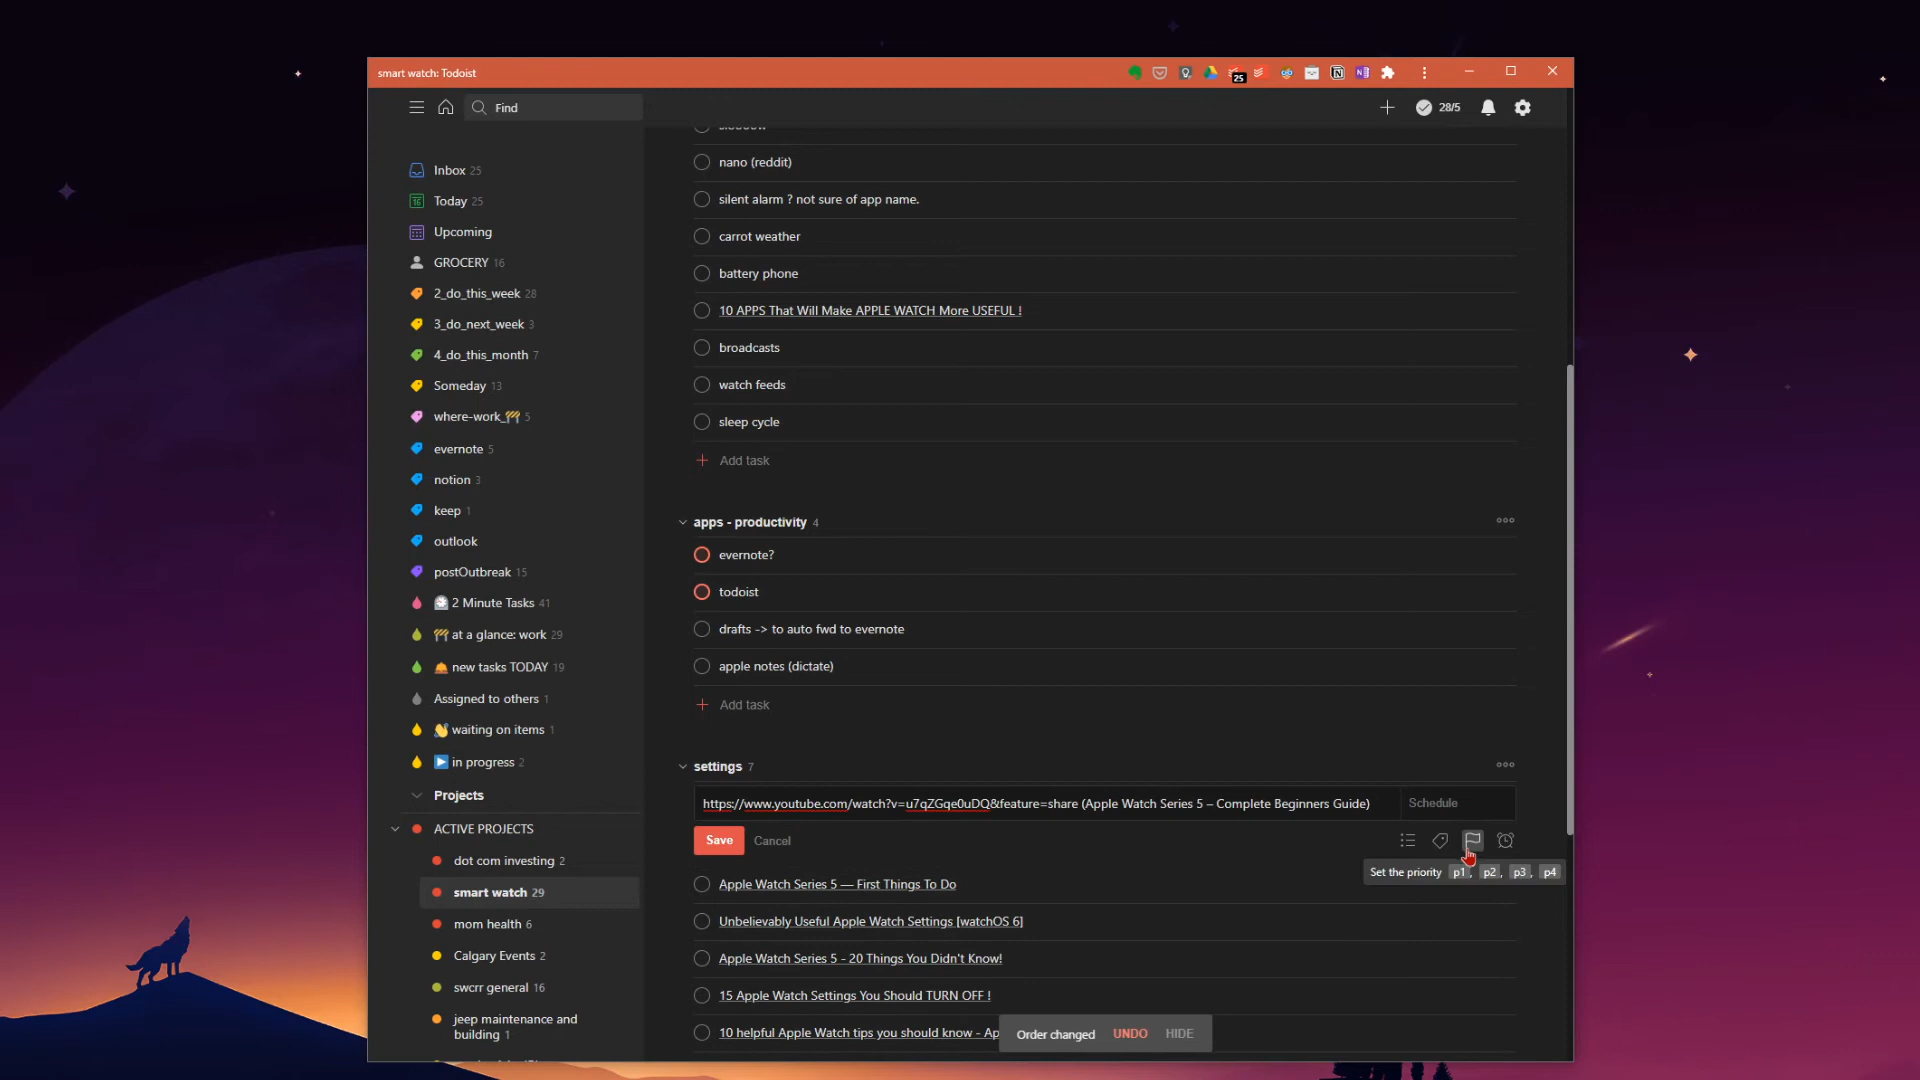 smart watch: Todoist
25
Find
28/5
Inbox 25
Today 25
Upcoming
GROCERY 16
2_do_this_week 28
3_do_next_week 3
4_do_this_month 7
Someday 13
where-work_ 5
evernote 5
notion 3
keep 1
outlook
postOutbreak 15
2 Minute Tasks 41
at a glance: work 29
new tasks TODAY 19
Assigned to others 1
waiting on items 1
in progress 2
Projects
ACTIVE PROJECTS
dot com investing 2
smart watch 29
mom health 6
Calgary Events 2
swcrr general 16
jeep maintenance and
building 1
nano (reddit)
silent alarm ? not sure of app name.
carrot weather
battery phone
10 APPS That Will Make APPLE WATCH More USEFUL !
broadcasts
watch feeds
sleep cycle
Add task
apps - productivity 4
evernote?
todoist
drafts -> to auto fwd to evernote
apple notes (dictate)
Add task
settings 7
https://www.youtube.com/watch?v=u7qZGqe0uDQ&feature=share (Apple Watch Series 5 – Complete Beginners Guide)
Schedule
Save
Cancel
Set the priority p1, p2, p3, p4
Apple Watch Series 5 — First Things To Do
Unbelievably Useful Apple Watch Settings [watchOS 6]
Apple Watch Series 5 - 20 Things You Didn't Know!
15 Apple Watch Settings You Should TURN OFF !
10 helpful Apple Watch tips you should know - Ap
Order changed UNDO HIDE